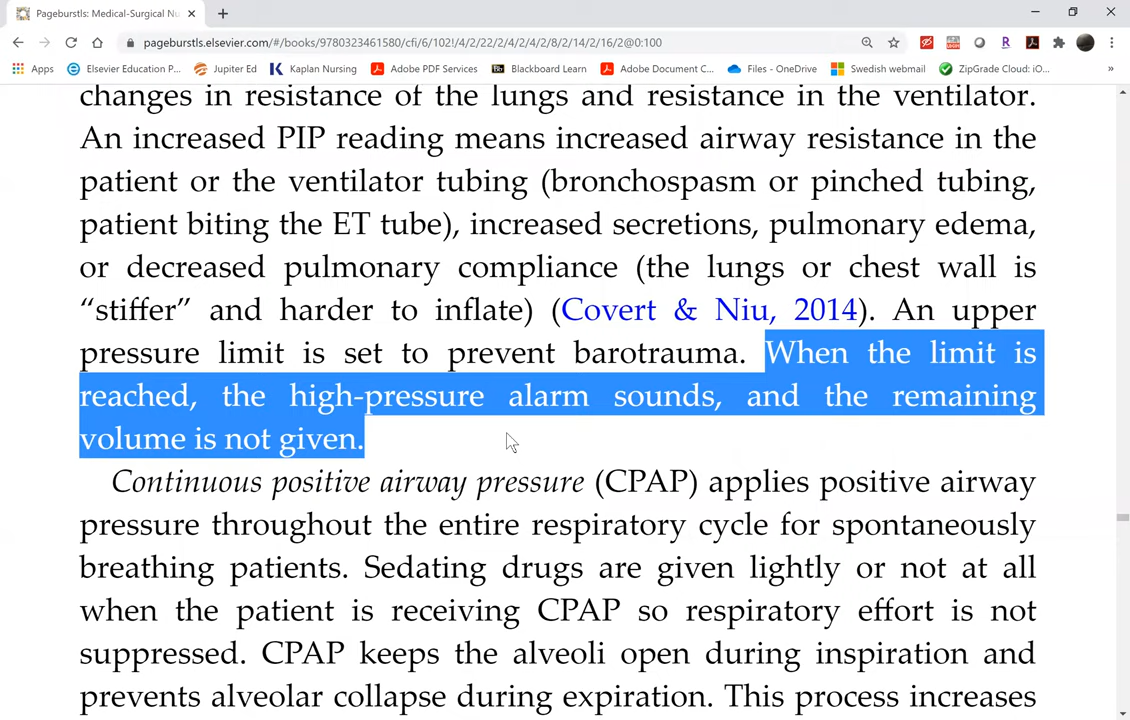 Pageburstls: Medical-Surgical Nu
pageburstls.elsevier.com/#/books/9780323461580/cfi/6/102!/4/2/22/2/4/2/4/2/8/2/14/2/16/2@0:100
Apps Elsevier Education P... Jupiter Ed Kaplan Nursing Adobe PDF Services Blackboard Learn Adobe Document C... Files - OneDrive Swedish webmail ZipGrade Cloud: iO... »
changes in resistance of the lungs and resistance in the ventilator.
An increased PIP reading means increased airway resistance in the
patient or the ventilator tubing (bronchospasm or pinched tubing,
patient biting the ET tube), increased secretions, pulmonary edema,
or decreased pulmonary compliance (the lungs or chest wall is
“stiffer” and harder to inflate) (Covert & Niu, 2014). An upper
pressure limit is set to prevent barotrauma. When the limit is
reached, the high-pressure alarm sounds, and the remaining
volume is not given.
Continuous positive airway pressure (CPAP) applies positive airway
pressure throughout the entire respiratory cycle for spontaneously
breathing patients. Sedating drugs are given lightly or not at all
when the patient is receiving CPAP so respiratory effort is not
suppressed. CPAP keeps the alveoli open during inspiration and
prevents alveolar collapse during expiration. This process increases